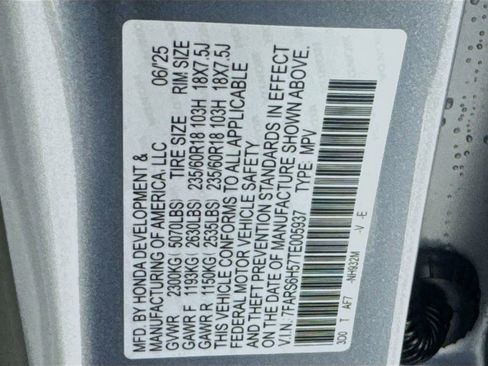 MFD. BY HONDA DEVELOPMENT &
MANUFACTURING OF AMERICA, LLC 06/'25
GVWR 2300KG( 5070LBS) TIRE SIZE RIM SIZE
GAWR F 1193KG( 2630LBS) 235/60R18 103H 18X7.5J
GAWR R 1150KG( 2535LBS) 235/60R18 103H 18X7.5J
THIS VEHICLE CONFORMS TO ALL APPLICABLE
FEDERAL MOTOR VEHICLE SAFETY
AND THEFT PREVENTION STANDARDS IN EFFECT
ON THE DATE OF MANUFACTURE SHOWN ABOVE.
V.I.N. 7FARS6H57TE005937 TYPE: MPV
3D0 T AF7 -NH932M -V -E